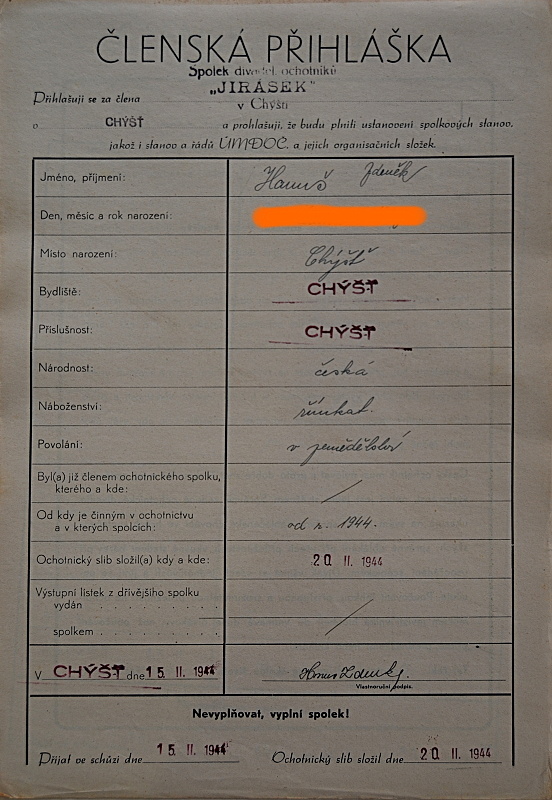 ČLENSKÁ PŘIHLÁŠKA
Spolek divadel. ochotníků
„JIRÁSEK"
Přihlašuji se za člena
v Chýšti
v CHÝŠŤ a prohlašuji, že budu plniti ustanovení spolkových stanov,
jakož i stanov a řádů ÚMDOČ. a jejich organisačních složek.
Jméno, příjmení: Hanuš Zdeněk
Den, měsíc a rok narození:
Místo narození: Chýšť
Bydliště: CHÝŠŤ
Příslušnost: CHÝŠŤ
Národnost: česká
Náboženství: římkat.
Povolání: v zemědělství
Byl(a) již členem ochotnického spolku,
kterého a kde: /
Od kdy je činným v ochotnictvu
a v kterých spolcích: od r. 1944.
Ochotnický slib složil(a) kdy a kde: 20 II. 1944
Výstupní lístek z dřívějšího spolku
vydán . . . . . . . . . .
spolkem . . . . . . . . . /
V CHÝŠŤ dne 15 II. 1944 Hanuš Zdeněk
Vlastnoruční podpis.
Nevyplňovat, vyplní spolek!
Přijat ve schůzi dne 15 II. 1944 Ochotnický slib složil dne 20 II. 1944